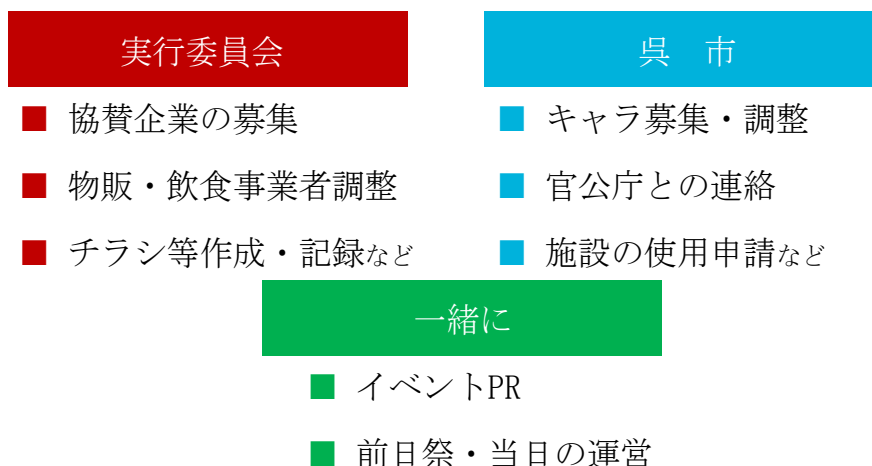 実行委員会
■ 協賛企業の募集
■ 物販・飲食事業者調整
■ チラシ等作成・記録など
呉 市
■ キャラ募集・調整
■ 官公庁との連絡
■ 施設の使用申請など
一緒に
■ イベントPR
■ 前日祭・当日の運営